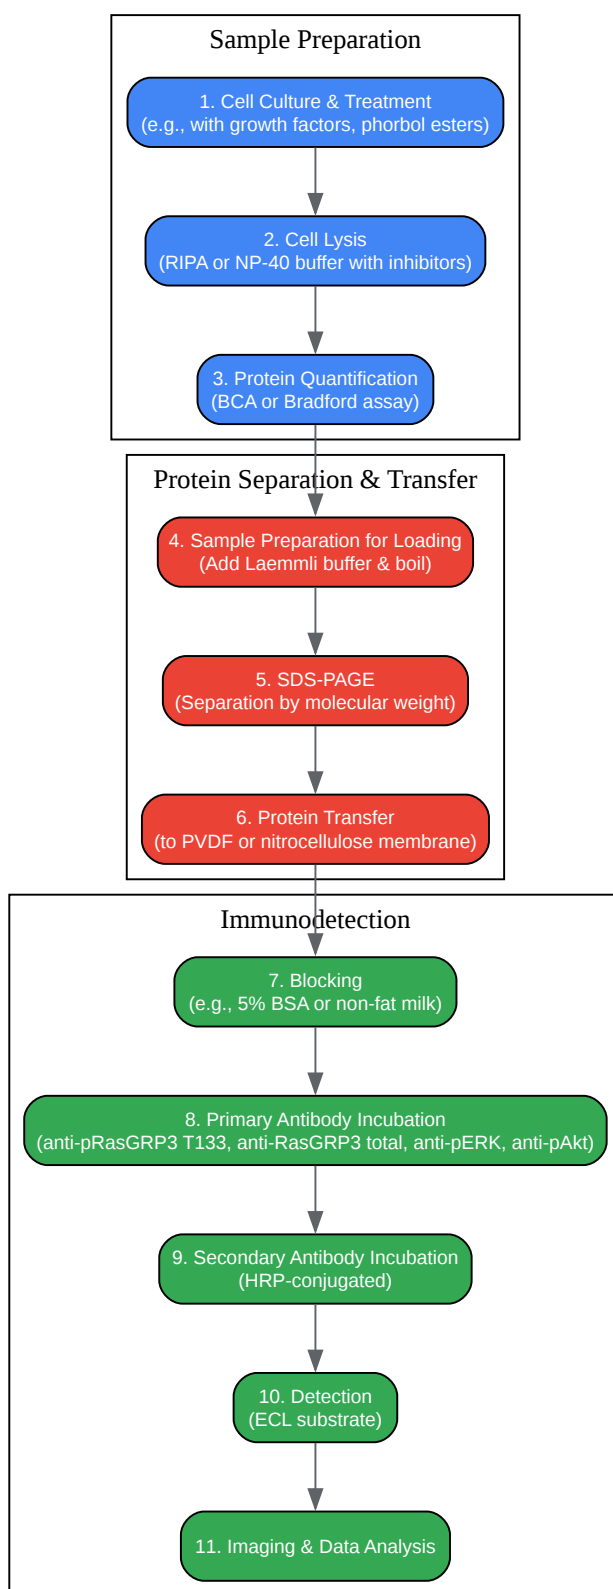 Sample Preparation
1. Cell Culture & Treatment
(e.g., with growth factors, phorbol esters)
2. Cell Lysis
(RIPA or NP-40 buffer with inhibitors)
3. Protein Quantification
(BCA or Bradford assay)
Protein Separation & Transfer
4. Sample Preparation for Loading
(Add Laemmli buffer & boil)
5. SDS-PAGE
(Separation by molecular weight)
6. Protein Transfer
(to PVDF or nitrocellulose membrane)
Immunodetection
7. Blocking
(e.g., 5% BSA or non-fat milk)
8. Primary Antibody Incubation
(anti-pRasGRP3 T133, anti-RasGRP3 total, anti-pERK, anti-pAkt)
9. Secondary Antibody Incubation
(HRP-conjugated)
10. Detection
(ECL substrate)
11. Imaging & Data Analysis